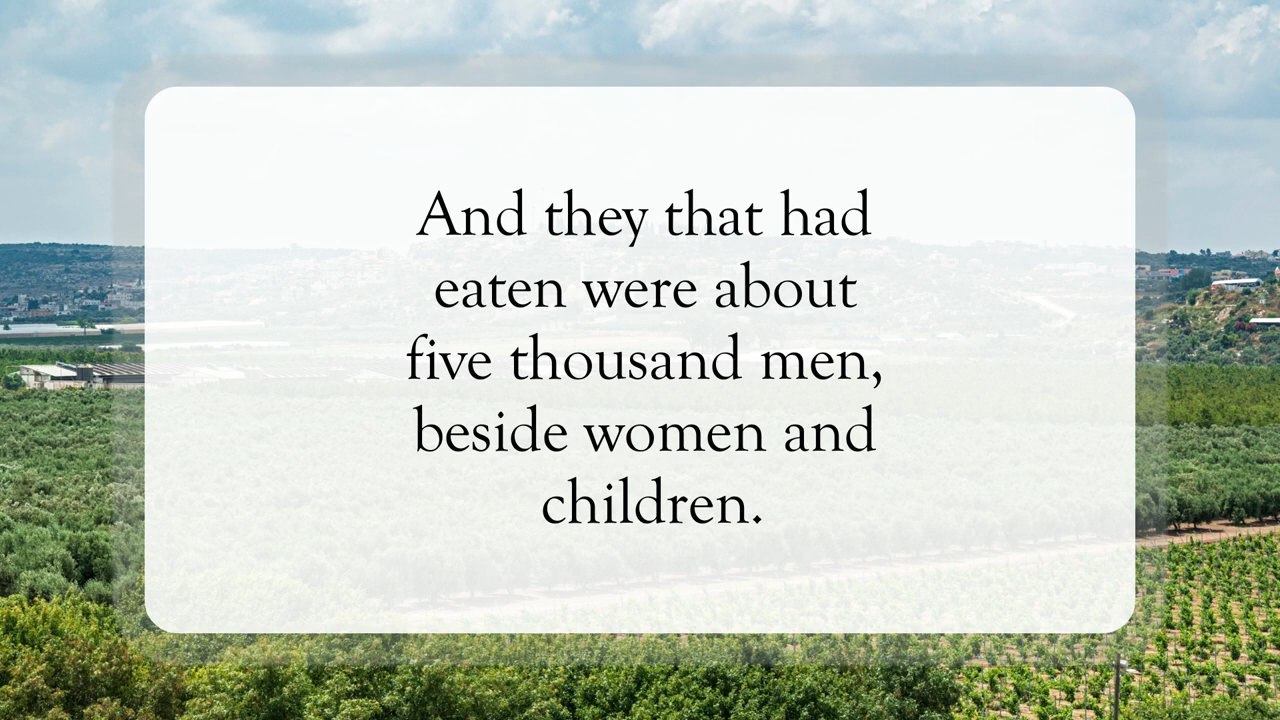 And they that had
eaten were about
five thousand men,
beside women and
children.